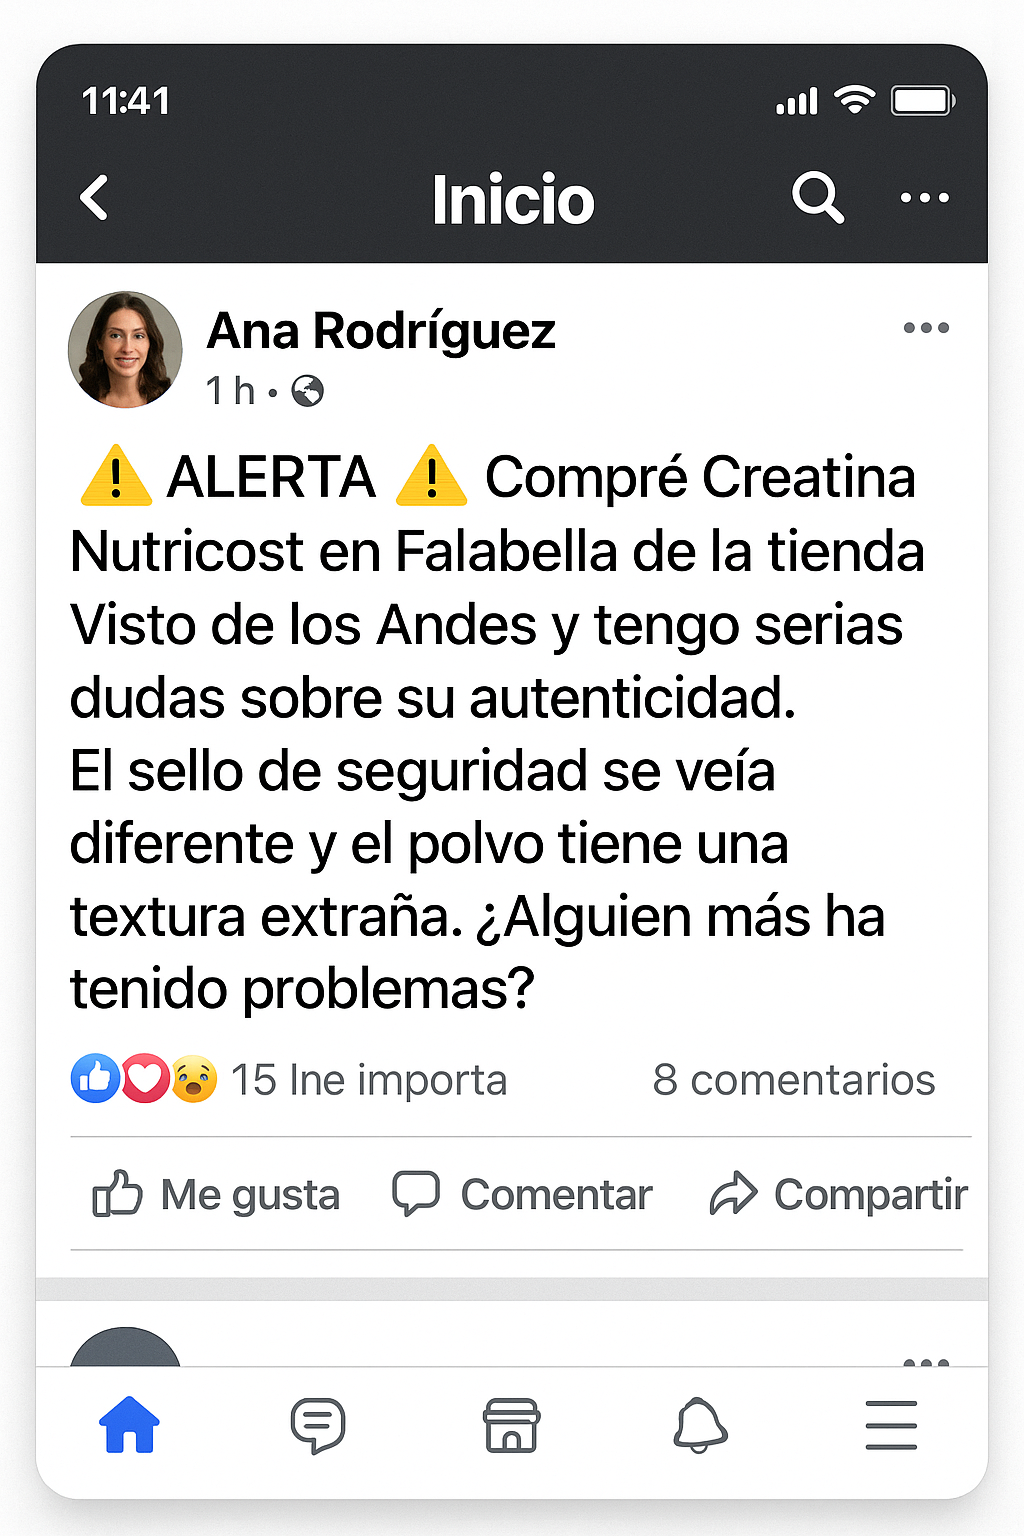 11:41
Inicio
Ana Rodríguez
1 h •
⚠️ ALERTA ⚠️ Compré Creatina
Nutricost en Falabella de la tienda
Visto de los Andes y tengo serias
dudas sobre su autenticidad.
El sello de seguridad se veía
diferente y el polvo tiene una
textura extraña. ¿Alguien más ha
tenido problemas?
15 Ine importa 8 comentarios
Me gusta Comentar Compartir